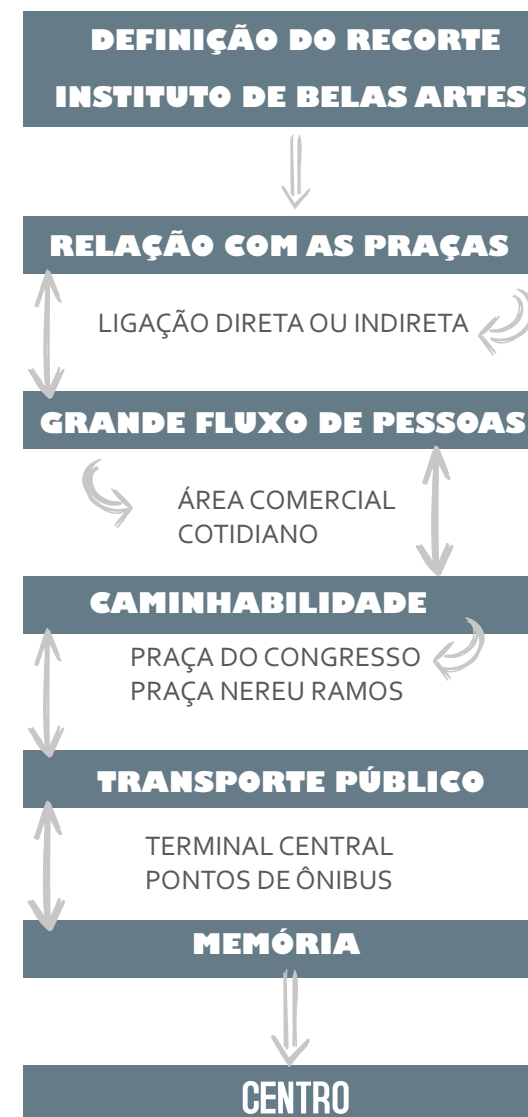 DEFINIÇÃO DO RECORTE
INSTITUTO DE BELAS ARTES
RELAÇÃO COM AS PRAÇAS
LIGAÇÃO DIRETA OU INDIRETA
GRANDE FLUXO DE PESSOAS
ÁREA COMERCIAL
COTIDIANO
CAMINHABILIDADE
PRAÇA DO CONGRESSO
PRAÇA NEREU RAMOS
TRANSPORTE PÚBLICO
TERMINAL CENTRAL
PONTOS DE ÔNIBUS
MEMÓRIA
CENTRO